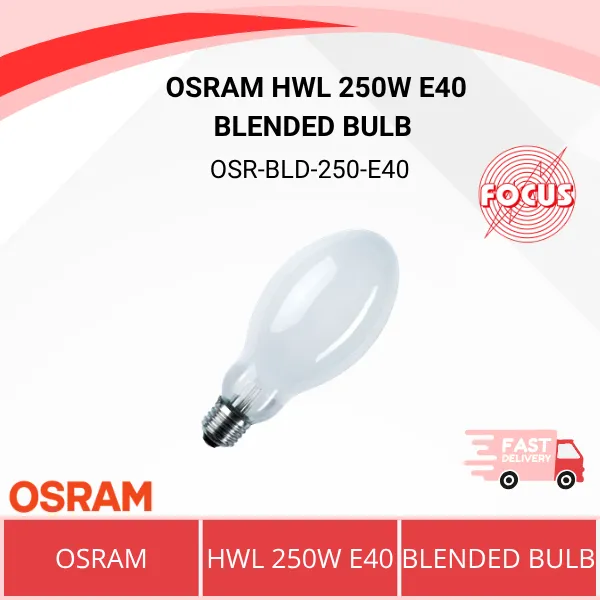 OSRAM HWL 250W E40
BLENDED BULB
OSR-BLD-250-E40
FOCUS
FAST
DELIVERY
OSRAM
OSRAM
HWL 250W E40
BLENDED BULB